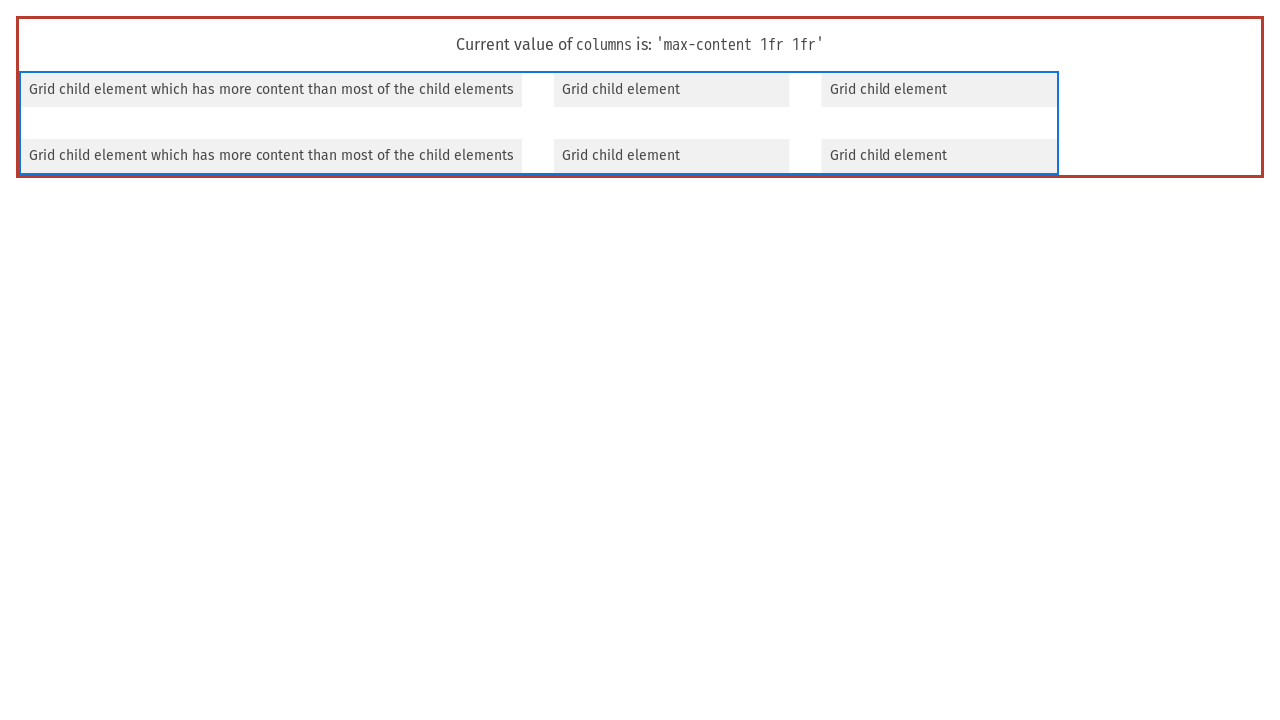 Current value of columns is: 'max-content 1fr 1fr'
Grid child element which has more content than most of the child elements Grid child element Grid child element
Grid child element which has more content than most of the child elements Grid child element Grid child element